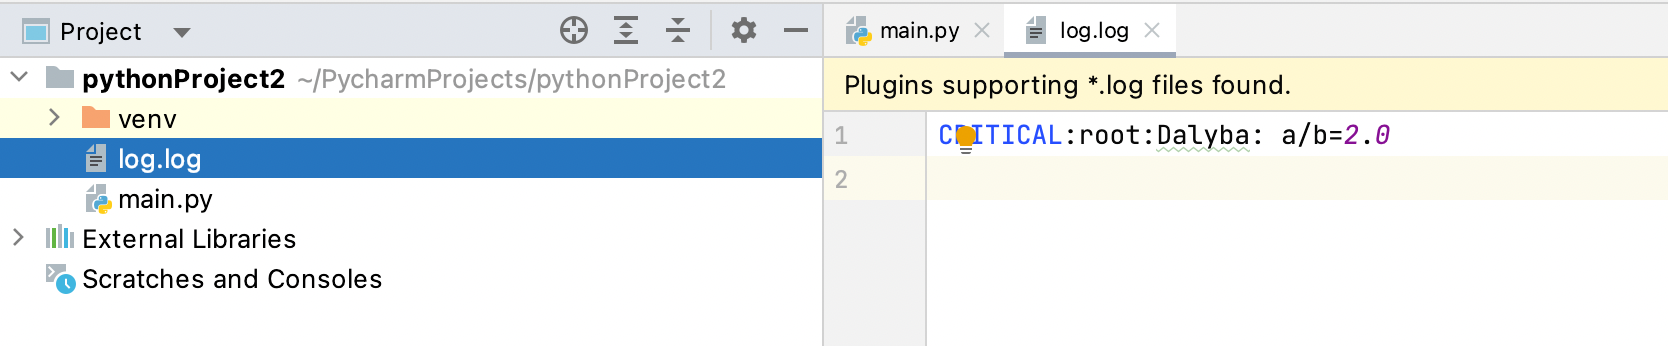 Project
pythonProject2 ~/PycharmProjects/pythonProject2
venv
log.log
main.py
External Libraries
Scratches and Consoles
main.py
log.log
Plugins supporting *.log files found.
1 CRITICAL:root:Dalyba: a/b=2.0
2